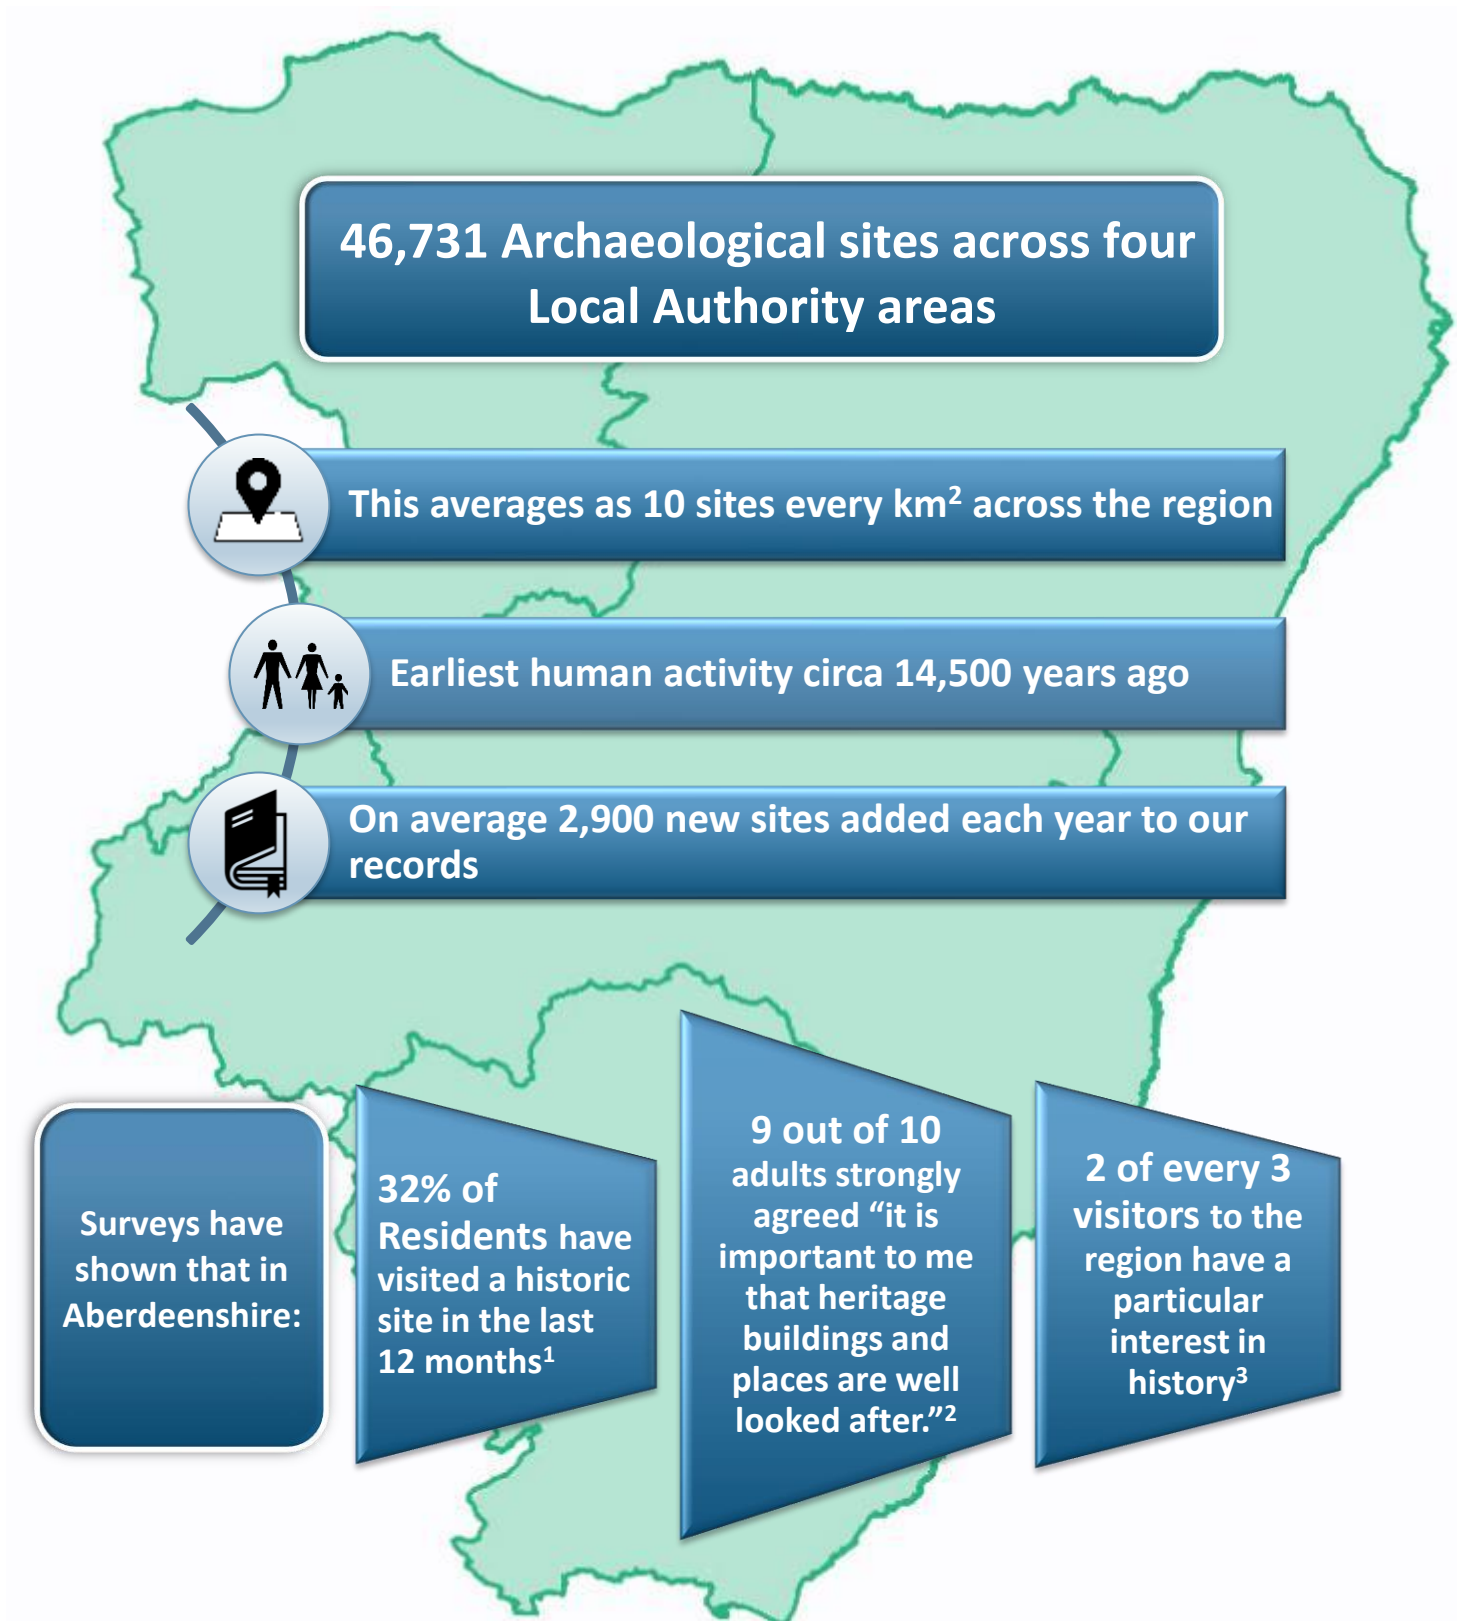 46,731 Archaeological sites across four
Local Authority areas
This averages as 10 sites every km² across the region
Earliest human activity circa 14,500 years ago
On average 2,900 new sites added each year to our
records
Surveys have
shown that in
Aberdeenshire:
32% of
Residents have
visited a historic
site in the last
12 months¹
9 out of 10
adults strongly
agreed “it is
important to me
that heritage
buildings and
places are well
looked after.”²
2 of every 3
visitors to the
region have a
particular
interest in
history³